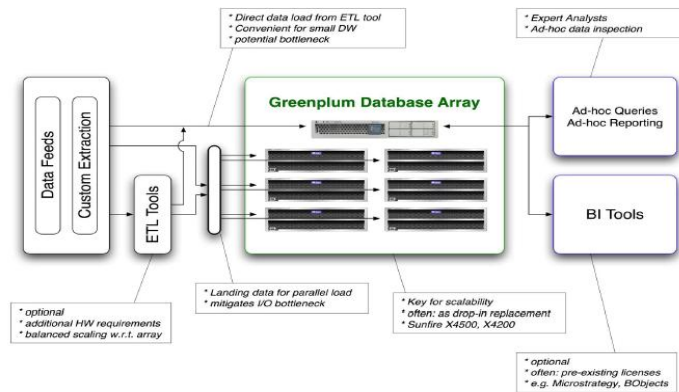 * Direct data load from ETL tool
* Convenient for small DW
* potential bottleneck
* Expert Analysts
* Ad-hoc data inspection
Data Feeds
Custom Extraction
ETL Tools
Greenplum Database Array
Ad-hoc Queries
Ad-hoc Reporting
BI Tools
* optional
* additional HW requirements
* balanced scaling w.r.t. array
* Landing data for parallel load
* mitigates I/O bottleneck
* Key for scalability
* often: as drop-in replacement
* Sunfire X4500, X4200
* optional
* often: pre-existing licenses
* e.g. Microstrategy, BObjects